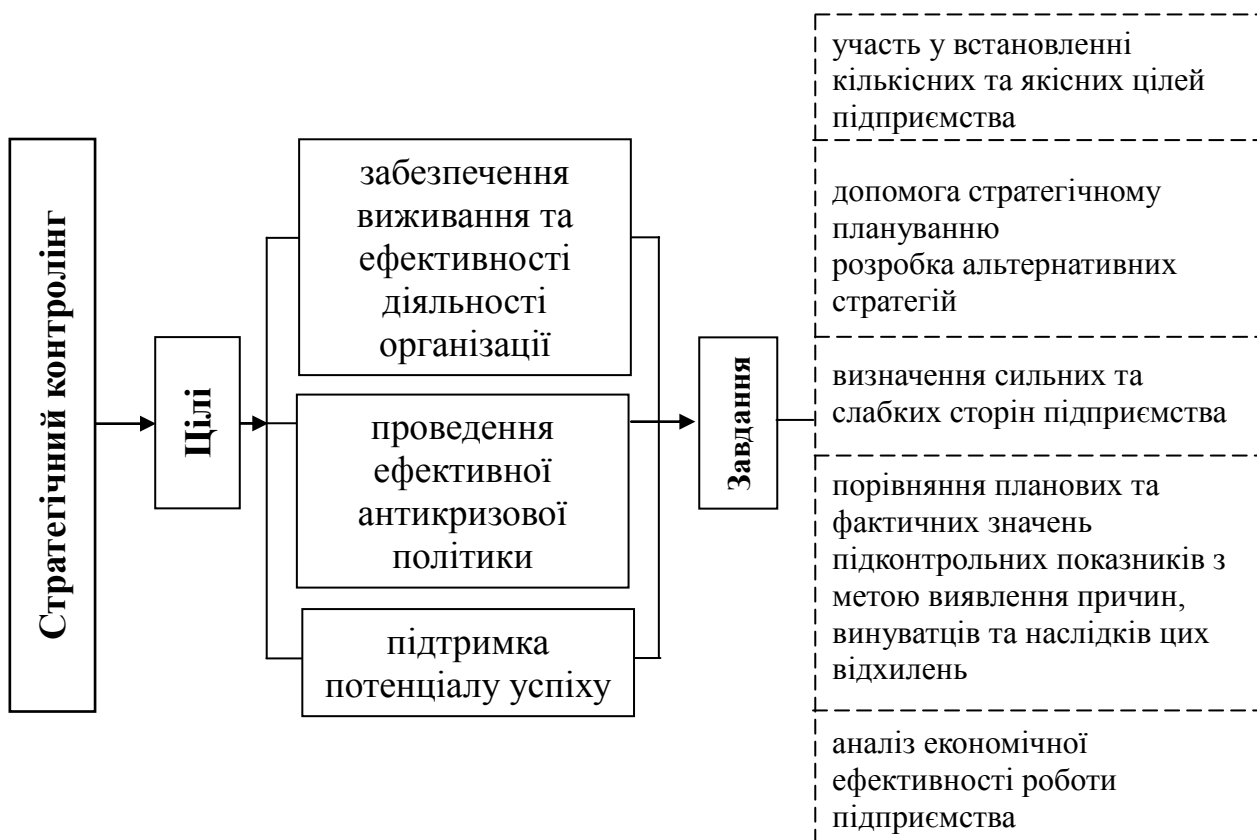 Стратегічний контролінг
Цілі
забезпечення
виживання та
ефективності
діяльності
організації
проведення
ефективної
антикризової
політики
підтримка
потенціалу успіху
Завдання
участь у встановленні
кількісних та якісних цілей
підприємства
допомога стратегічному
плануванню
розробка альтернативних
стратегій
визначення сильних та
слабких сторін підприємства
порівняння планових та
фактичних значень
підконтрольних показників з
метою виявлення причин,
винуватців та наслідків цих
відхилень
аналіз економічної
ефективності роботи
підприємства